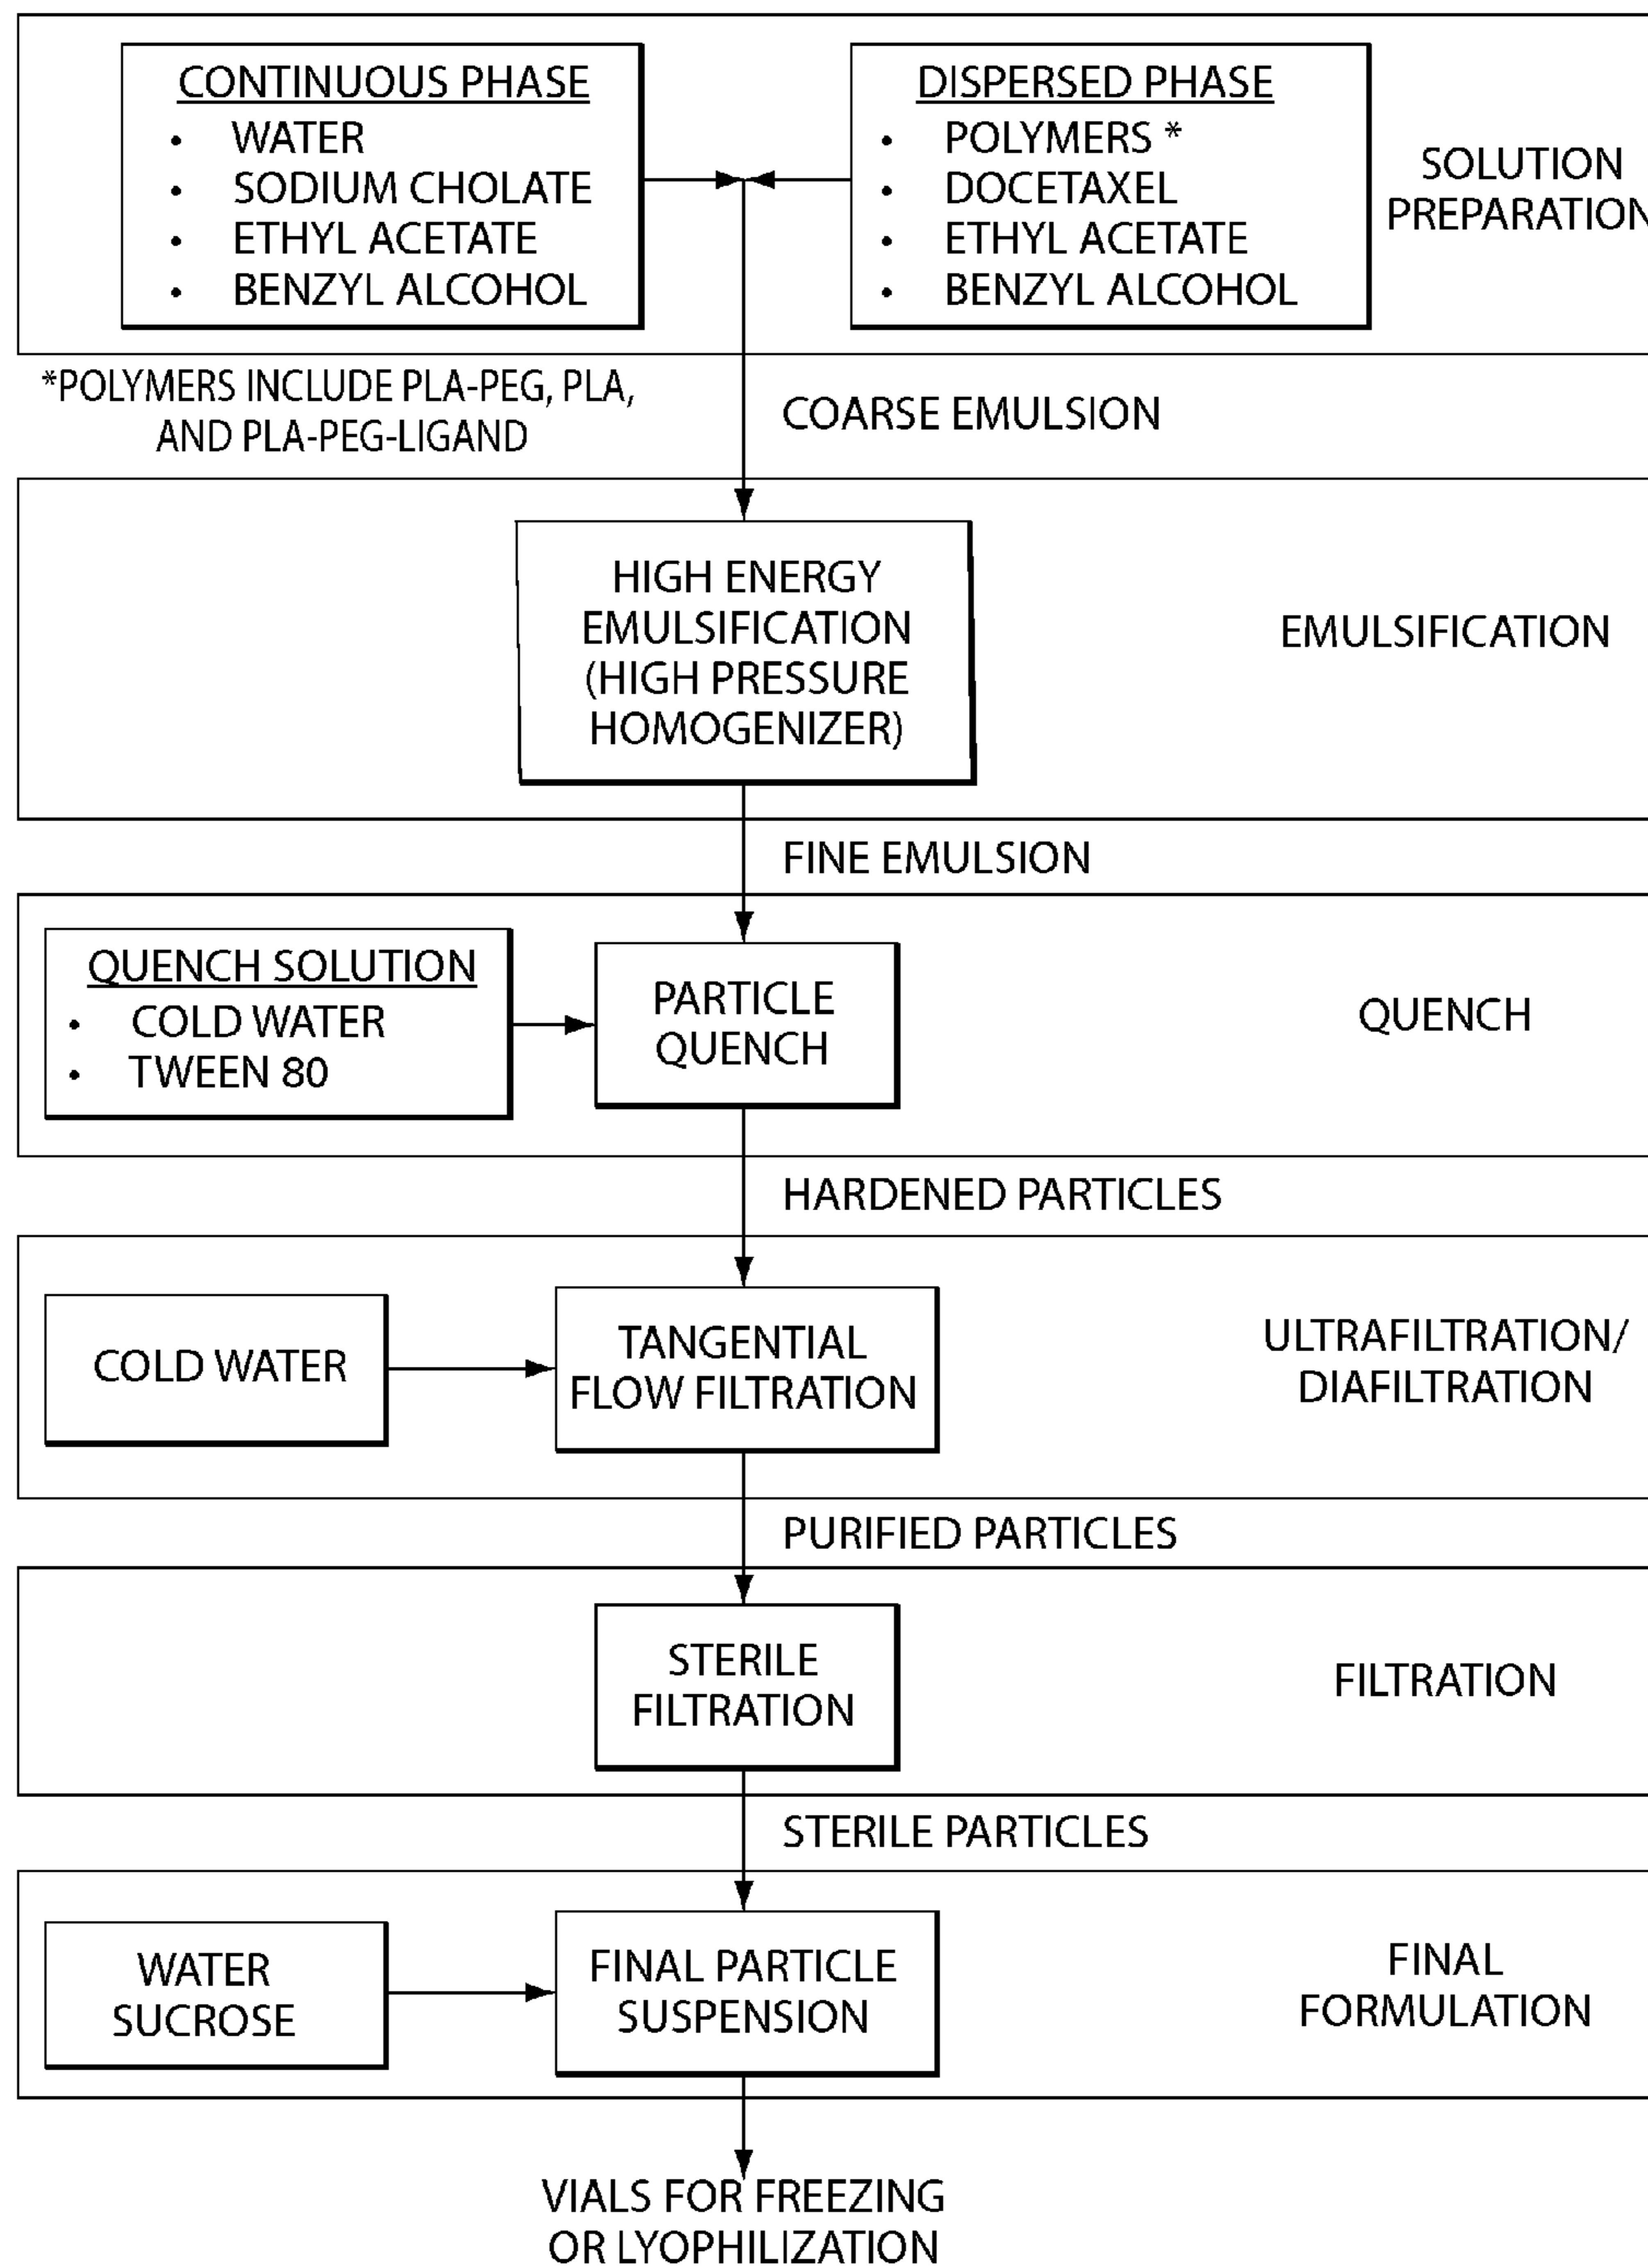 CONTINUOUS PHASE
• WATER
• SODIUM CHOLATE
• ETHYL ACETATE
• BENZYL ALCOHOL
DISPERSED PHASE
• POLYMERS *
• DOCETAXEL
• ETHYL ACETATE
• BENZYL ALCOHOL
SOLUTION
PREPARATION
*POLYMERS INCLUDE PLA-PEG, PLA,
AND PLA-PEG-LIGAND
COARSE EMULSION
HIGH ENERGY
EMULSIFICATION
(HIGH PRESSURE
HOMOGENIZER)
EMULSIFICATION
FINE EMULSION
QUENCH SOLUTION
• COLD WATER
• TWEEN 80
PARTICLE
QUENCH
QUENCH
HARDENED PARTICLES
COLD WATER
TANGENTIAL
FLOW FILTRATION
ULTRAFILTRATION/
DIAFILTRATION
PURIFIED PARTICLES
STERILE
FILTRATION
FILTRATION
STERILE PARTICLES
WATER
SUCROSE
FINAL PARTICLE
SUSPENSION
FINAL
FORMULATION
VIALS FOR FREEZING
OR LYOPHILIZATION